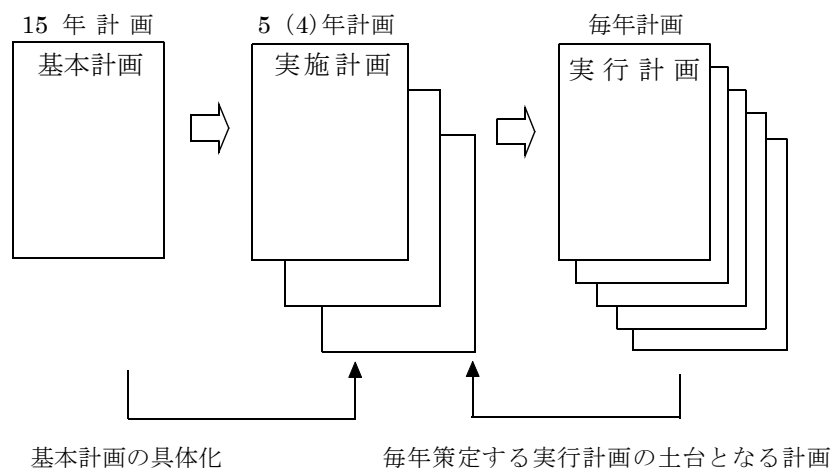 15 年 計 画
5 (4)年計画
毎年計画
基本計画
実施計画
実 行 計 画
基本計画の具体化
毎年策定する実行計画の土台となる計画